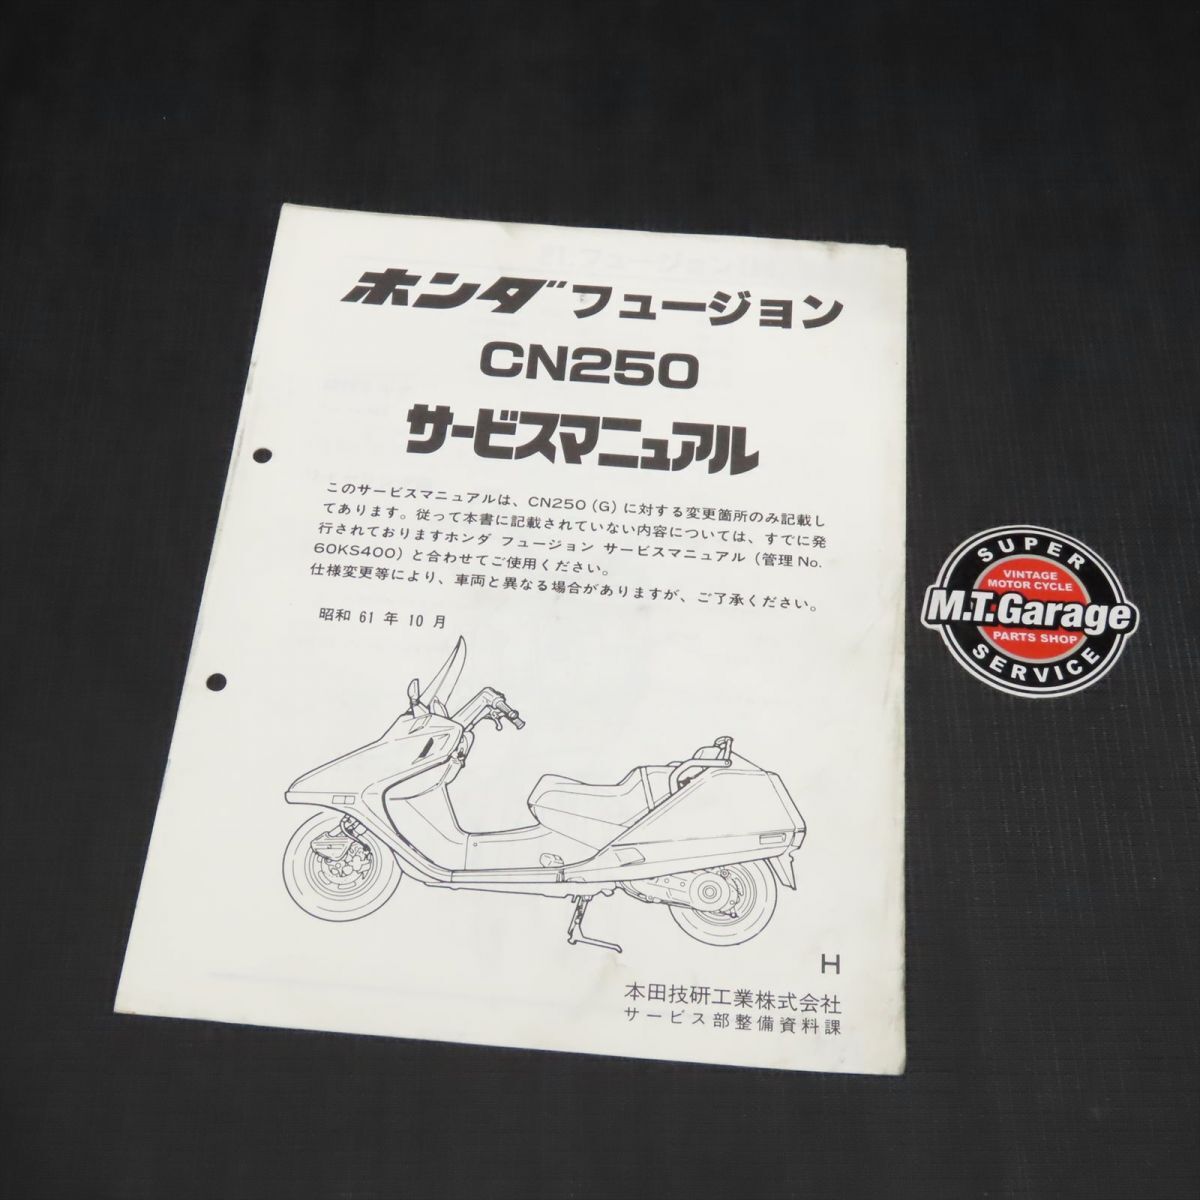 ホンダ フュージョン
CN250
サービスマニュアル
このサービスマニュアルは、CN250(G)に対する変更箇所のみ記載し
てあります。従って本書に記載されていない内容については、すでに発
行されておりますホンダ フュージョン サービスマニュアル(管理No.
60KS400)と合わせてご使用ください。
仕様変更等により、車両と異なる場合がありますが、ご了承ください。
昭和 61 年 10 月
H
本田技研工業株式会社
サービス部整備資料課
SUPER
VINTAGE
MOTOR CYCLE
M.T.Garage
PARTS SHOP
SERVICE